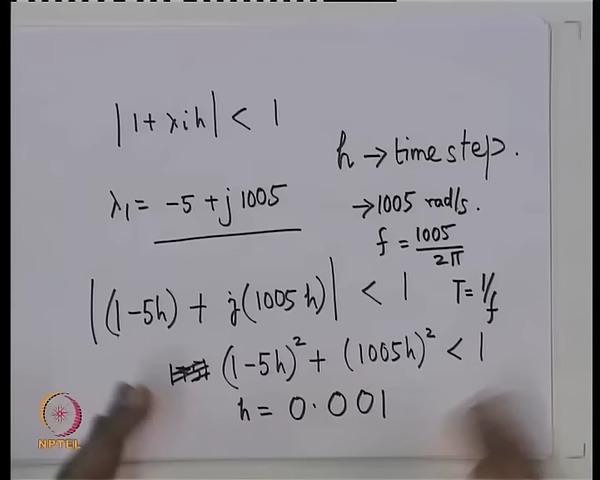 |1 + λih| < 1
h → time step.
λ1 = -5 + j 1005
→ 1005 rad/s.
f = 1005/2π
|(1-5h) + j(1005h)| < 1
T = 1/f
(1-5h)² + (1005h)² < 1
h = 0.001
NPTEL